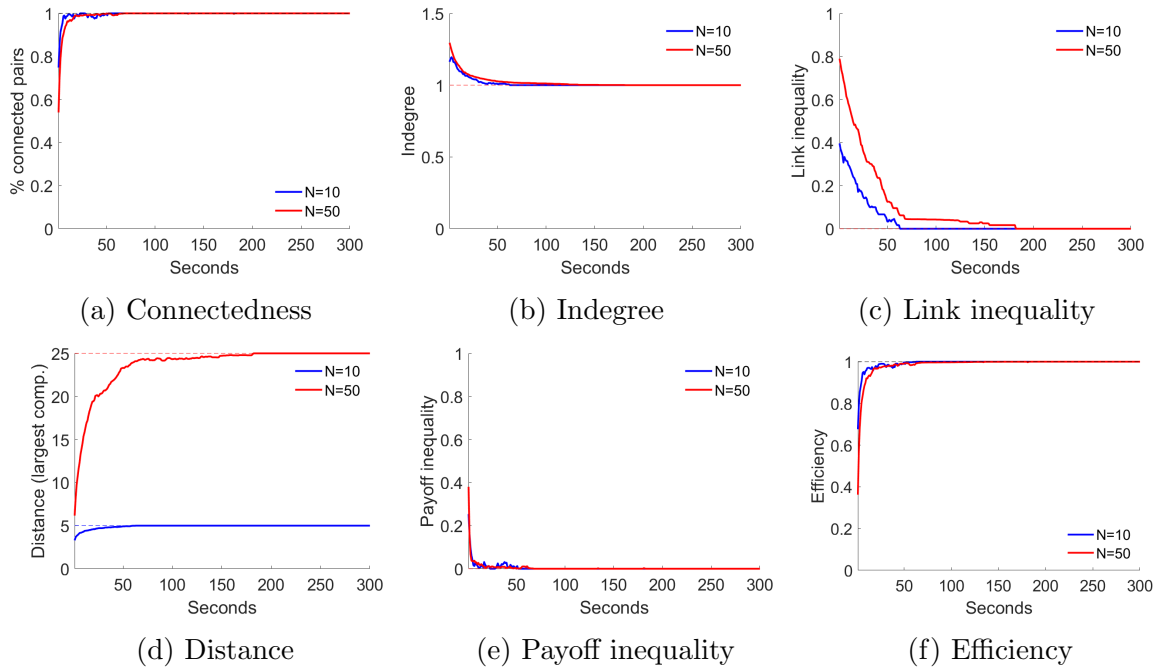 % connected pairs
1
0.8
0.6
0.4
0.2
0
50 100 150 200 250 300
Seconds
N=10
N=50
(a) Connectedness
Indegree
1.5
1
0.5
0
50 100 150 200 250 300
Seconds
N=10
N=50
(b) Indegree
Link inequality
1
0.8
0.6
0.4
0.2
0
50 100 150 200 250 300
Seconds
N=10
N=50
(c) Link inequality
Distance (largest comp.)
25
20
15
10
5
0
50 100 150 200 250 300
Seconds
N=10
N=50
(d) Distance
Payoff inequality
1
0.8
0.6
0.4
0.2
0
50 100 150 200 250 300
Seconds
N=10
N=50
(e) Payoff inequality
Efficiency
1
0.8
0.6
0.4
0.2
0
50 100 150 200 250 300
Seconds
N=10
N=50
(f) Efficiency